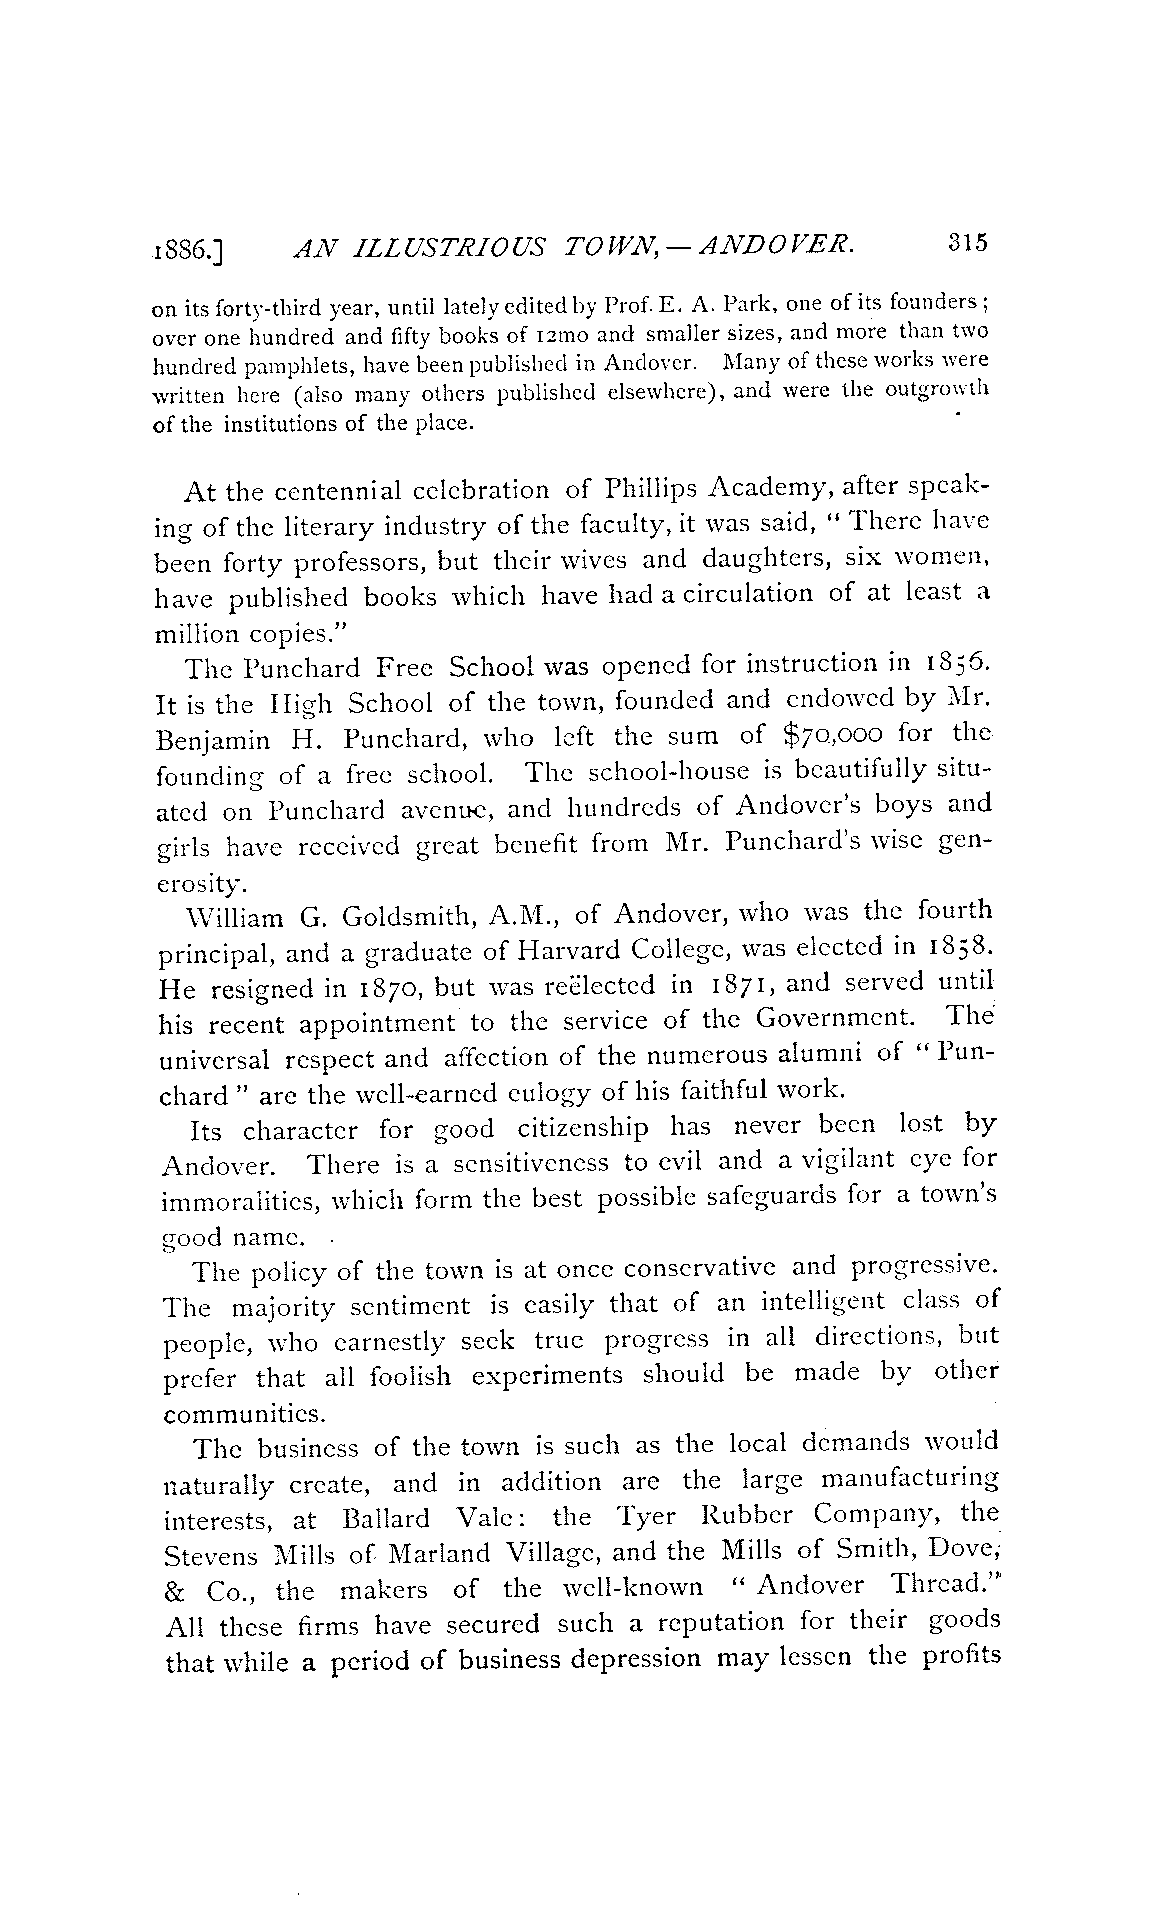 1886.] AN ILLUSTRIOUS TOWN,—ANDOVER. 315
on its forty-third year, until lately edited by Prof. E. A. Park, one of its founders;
over one hundred and fifty books of 12mo and smaller sizes, and more than two
hundred pamphlets, have been published in Andover. Many of these works were
written here (also many others published elsewhere), and were the outgrowth
of the institutions of the place.
At the centennial celebration of Phillips Academy, after speak-
ing of the literary industry of the faculty, it was said, "There have
been forty professors, but their wives and daughters, six women,
have published books which have had a circulation of at least a
million copies."
The Punchard Free School was opened for instruction in 1856.
It is the High School of the town, founded and endowed by Mr.
Benjamin H. Punchard, who left the sum of $70,000 for the
founding of a free school. The school-house is beautifully situ-
ated on Punchard avenue, and hundreds of Andover's boys and
girls have received great benefit from Mr. Punchard's wise gen-
erosity.
William G. Goldsmith, A.M., of Andover, who was the fourth
principal, and a graduate of Harvard College, was elected in 1858.
He resigned in 1870, but was reëlected in 1871, and served until
his recent appointment to the service of the Government. The
universal respect and affection of the numerous alumni of "Pun-
chard" are the well-earned eulogy of his faithful work.
Its character for good citizenship has never been lost by
Andover. There is a sensitiveness to evil and a vigilant eye for
immoralities, which form the best possible safeguards for a town's
good name.
The policy of the town is at once conservative and progressive.
The majority sentiment is easily that of an intelligent class of
people, who earnestly seek true progress in all directions, but
prefer that all foolish experiments should be made by other
communities.
The business of the town is such as the local demands would
naturally create, and in addition are the large manufacturing
interests, at Ballard Vale: the Tyer Rubber Company, the
Stevens Mills of Marland Village, and the Mills of Smith, Dove,
& Co., the makers of the well-known "Andover Thread."
All these firms have secured such a reputation for their goods
that while a period of business depression may lessen the profits